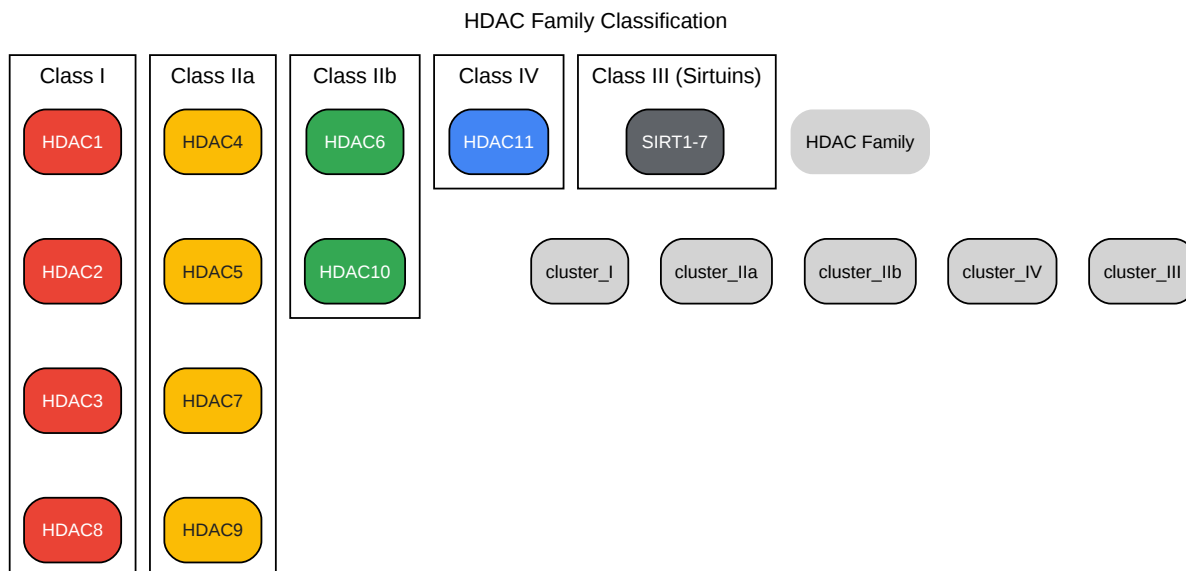 HDAC Family Classification
Class I
Class IIa
Class IIb
Class IV
Class III (Sirtuins)
HDAC1
HDAC4
HDAC6
HDAC11
SIRT1-7
HDAC Family
HDAC2
HDAC5
HDAC10
cluster_I
cluster_IIa
cluster_IIb
cluster_IV
cluster_III
HDAC3
HDAC7
HDAC8
HDAC9